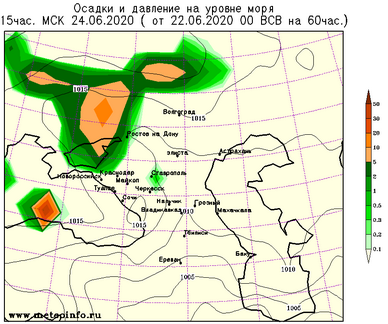 Осадки и давление на уровне моря
15час. МСК 24.06.2020 ( от 22.06.2020 00 ВСВ на 60час.)
1015
Волгоград
1015
Ростов на Дону
Элиста
Астрахань
Новороссийск
Краснодар
Майкоп
Ставрополь
Туапсе
Черкесск
Сочи
Нальчик
Грозный
Владикавказ
1010
Махачкала
1015
1015
Тбилиси
Ереван
Баку
1010
1005
1005
www.meteoinfo.ru
50
30
20
10
5
2
1
0.5
0.3
0.2
0.1